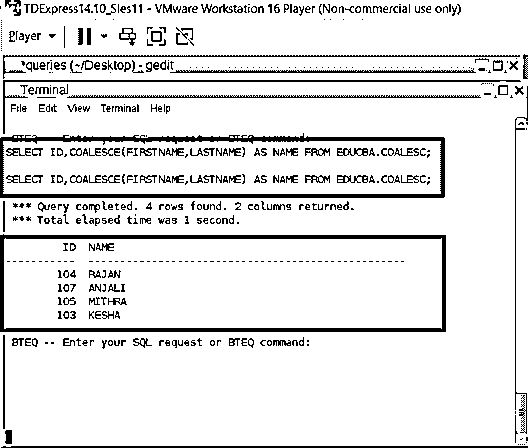 TDExpress14.10_Sles11 - VMware Workstation 16 Player (Non-commercial use only)
Player
*queries (~/Desktop) - gedit
Terminal
File Edit View Terminal Help
BTEQ -- Enter your SQL request or BTEQ command:
SELECT ID,COALESCE(FIRSTNAME,LASTNAME) AS NAME FROM EDUCBA.COALESC;
SELECT ID,COALESCE(FIRSTNAME,LASTNAME) AS NAME FROM EDUCBA.COALESC;
*** Query completed. 4 rows found. 2 columns returned.
*** Total elapsed time was 1 second.
ID NAME
----------- --------------------------------------------------
104 RAJAN
107 ANJALI
105 MITHRA
103 KESHA
BTEQ -- Enter your SQL request or BTEQ command: